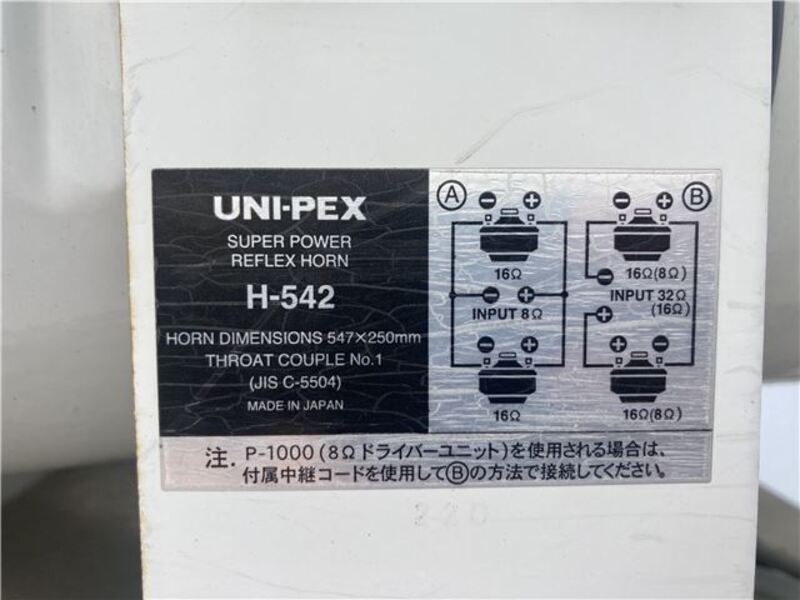 UNI-PEX
SUPER POWER
REFLEX HORN
H-542
HORN DIMENSIONS 547×250mm
THROAT COUPLE No.1
(JIS C-5504)
MADE IN JAPAN
Ⓐ ⊖ ⊕
16Ω
⊖ ⊕
INPUT 8Ω
⊖ ⊕
16Ω
⊖ ⊕ Ⓑ
16Ω(8Ω)
⊖
INPUT 32Ω
(16Ω)
⊕
⊖ ⊕
16Ω(8Ω)
注. P-1000(8Ωドライバーユニット)を使用される場合は、
付属中継コードを使用してⒷの方法で接続してください。
220